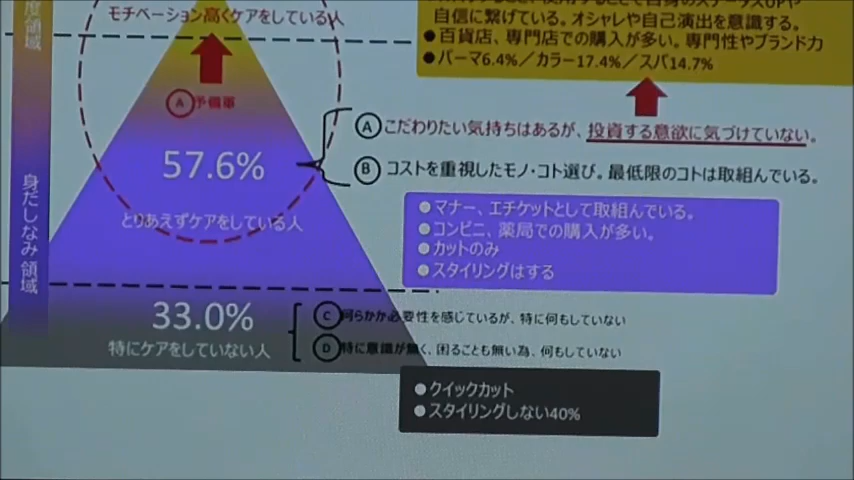 モチベーション高くケアをしている人
自信に繋げている。オシャレや自己演出を意識する。
●百貨店、専門店での購入が多い。専門性やブランド力
●パーマ6.4%／カラー17.4%／スパ14.7%
A 予備軍
A こだわりたい気持ちはあるが、投資する意欲に気づけていない。
57.6%
B コストを重視したモノ・コト選び。最低限のコトは取組んでいる。
とりあえずケアをしている人
●マナー、エチケットとして取組んでいる。
●コンビニ、薬局での購入が多い。
●カットのみ
●スタイリングはする
身だしなみ領域
33.0%
特にケアをしていない人
C 何らかか必要性を感じているが、特に何もしていない
D 特に意識が無く、困ることも無い為、何もしていない
●クイックカット
●スタイリングしない40%